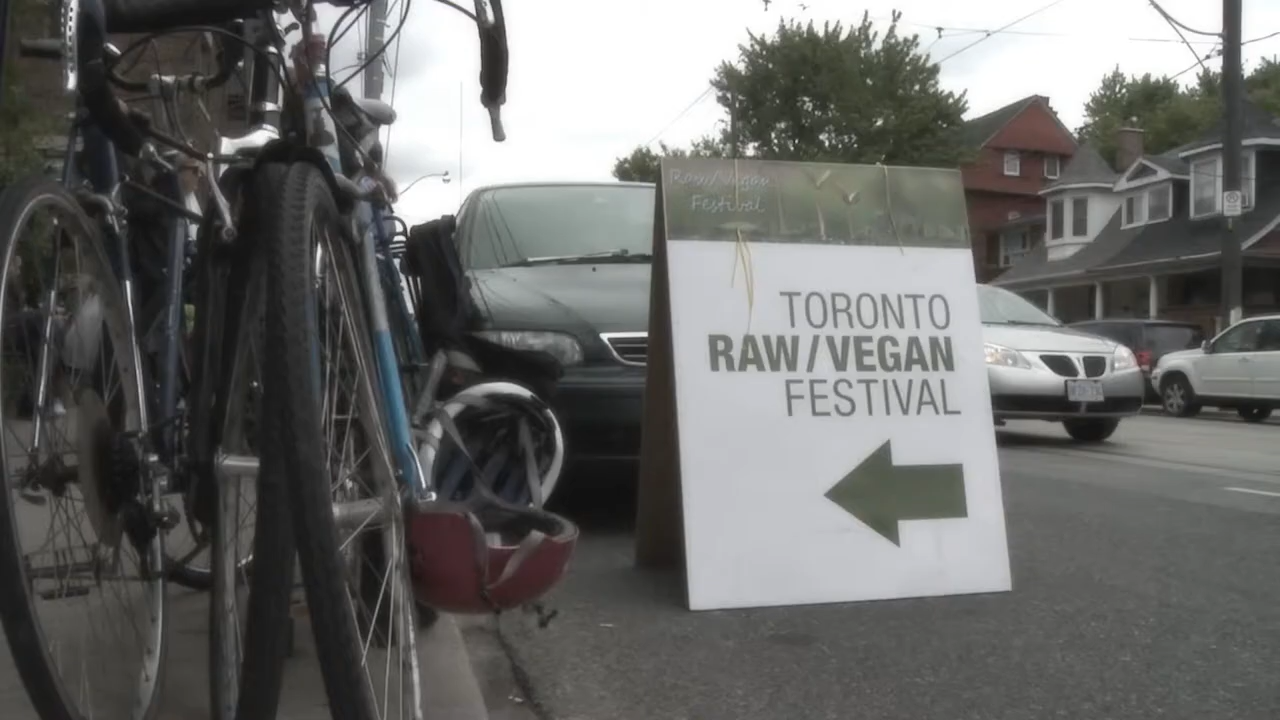 Raw/Vegan
Festival
TORONTO
RAW/VEGAN
FESTIVAL